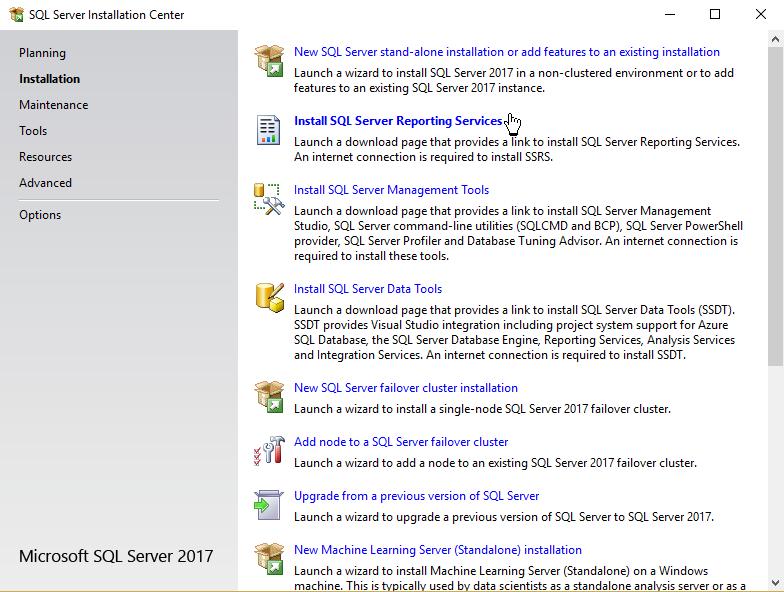 SQL Server Installation Center
Planning
Installation
Maintenance
Tools
Resources
Advanced
Options
Microsoft SQL Server 2017
New SQL Server stand-alone installation or add features to an existing installation
Launch a wizard to install SQL Server 2017 in a non-clustered environment or to add
features to an existing SQL Server 2017 instance.
Install SQL Server Reporting Services
Launch a download page that provides a link to install SQL Server Reporting Services.
An internet connection is required to install SSRS.
Install SQL Server Management Tools
Launch a download page that provides a link to install SQL Server Management
Studio, SQL Server command-line utilities (SQLCMD and BCP), SQL Server PowerShell
provider, SQL Server Profiler and Database Tuning Advisor. An internet connection is
required to install these tools.
Install SQL Server Data Tools
Launch a download page that provides a link to install SQL Server Data Tools (SSDT).
SSDT provides Visual Studio integration including project system support for Azure
SQL Database, the SQL Server Database Engine, Reporting Services, Analysis Services
and Integration Services. An internet connection is required to install SSDT.
New SQL Server failover cluster installation
Launch a wizard to install a single-node SQL Server 2017 failover cluster.
Add node to a SQL Server failover cluster
Launch a wizard to add a node to an existing SQL Server 2017 failover cluster.
Upgrade from a previous version of SQL Server
Launch a wizard to upgrade a previous version of SQL Server to SQL Server 2017.
New Machine Learning Server (Standalone) installation
Launch a wizard to install Machine Learning Server (Standalone) on a Windows
machine. This is typically used by data scientists as a standalone analysis server or as a